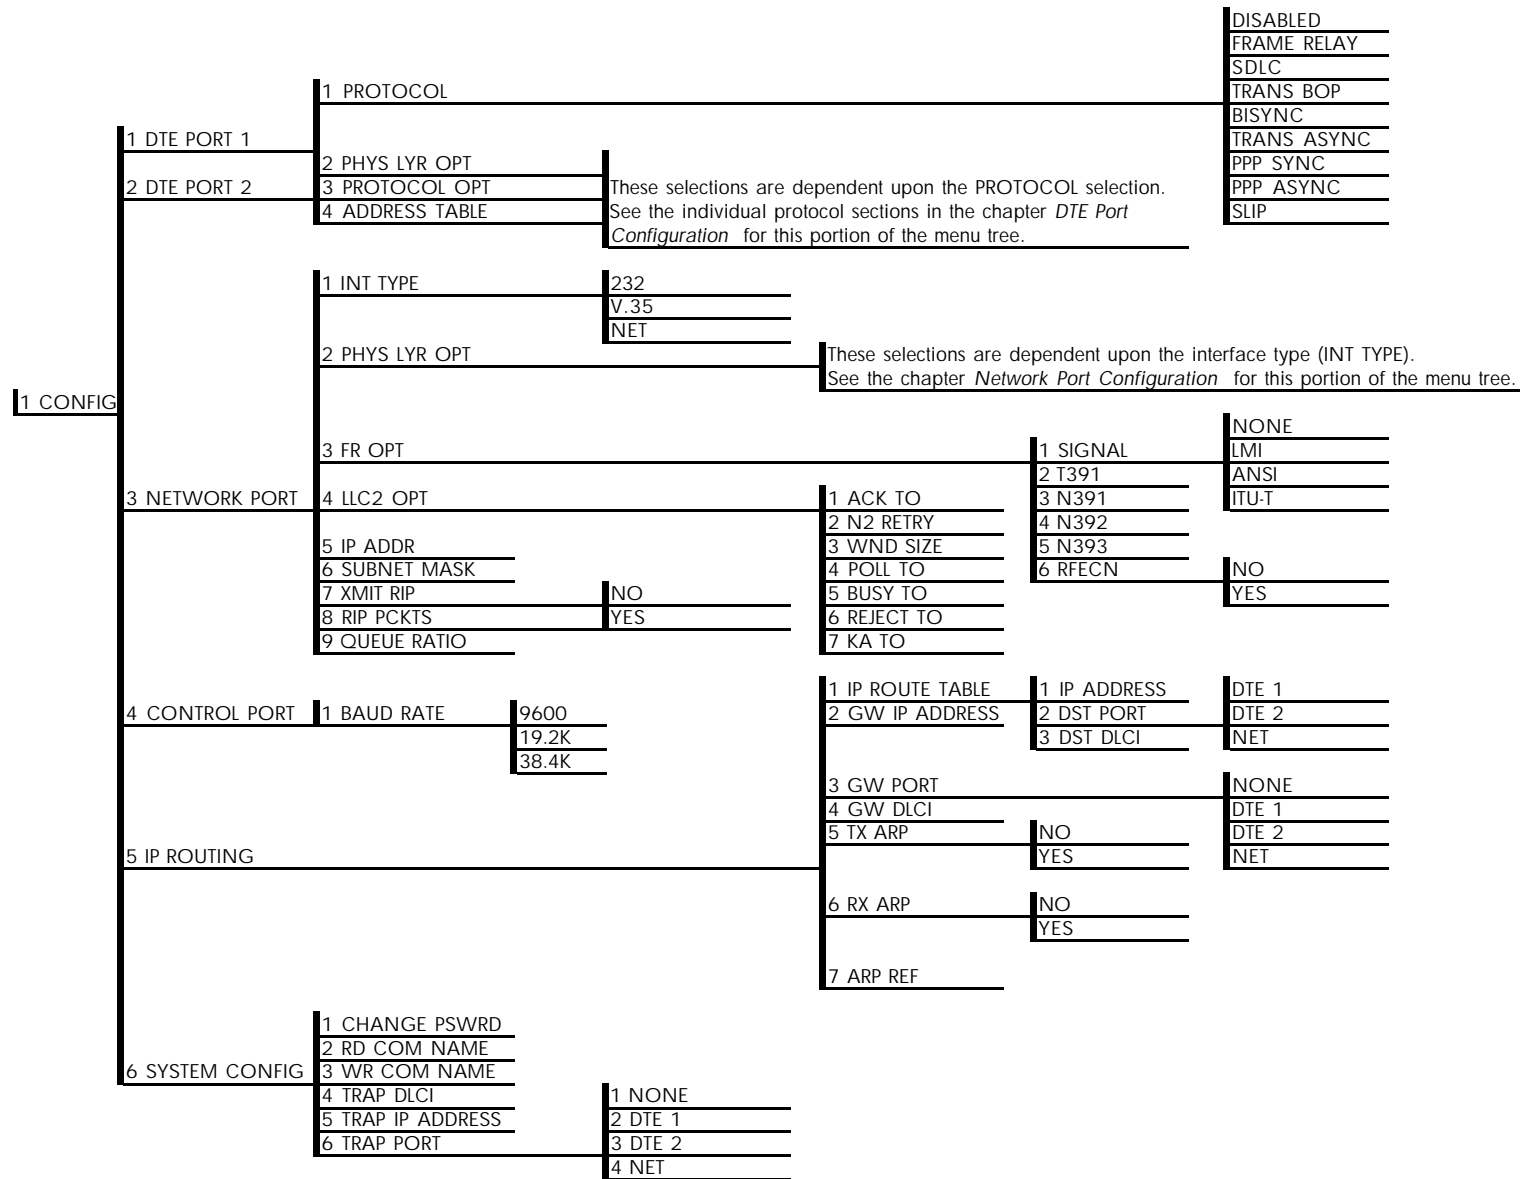 1 CONFIG
1 DTE PORT 1
2 DTE PORT 2
1 PROTOCOL
DISABLED
FRAME RELAY
SDLC
TRANS BOP
BISYNC
TRANS ASYNC
PPP SYNC
PPP ASYNC
SLIP
2 PHYS LYR OPT
3 PROTOCOL OPT
4 ADDRESS TABLE
These selections are dependent upon the PROTOCOL selection.
See the individual protocol sections in the chapter DTE Port
Configuration for this portion of the menu tree.
3 NETWORK PORT
1 INT TYPE
232
V.35
NET
2 PHYS LYR OPT
These selections are dependent upon the interface type (INT TYPE).
See the chapter Network Port Configuration for this portion of the menu tree.
3 FR OPT
1 SIGNAL
NONE
LMI
ANSI
ITU-T
2 T391
3 N391
4 N392
5 N393
6 RFECN
NO
YES
4 LLC2 OPT
1 ACK TO
2 N2 RETRY
3 WND SIZE
4 POLL TO
5 BUSY TO
6 REJECT TO
7 KA TO
5 IP ADDR
6 SUBNET MASK
7 XMIT RIP
8 RIP PCKTS
NO
YES
9 QUEUE RATIO
4 CONTROL PORT
1 BAUD RATE
9600
19.2K
38.4K
5 IP ROUTING
1 IP ROUTE TABLE
1 IP ADDRESS
2 DST PORT
DTE 1
DTE 2
NET
3 DST DLCI
2 GW IP ADDRESS
3 GW PORT
NONE
DTE 1
DTE 2
NET
4 GW DLCI
5 TX ARP
NO
YES
6 RX ARP
NO
YES
7 ARP REF
6 SYSTEM CONFIG
1 CHANGE PSWRD
2 RD COM NAME
3 WR COM NAME
4 TRAP DLCI
5 TRAP IP ADDRESS
6 TRAP PORT
1 NONE
2 DTE 1
3 DTE 2
4 NET